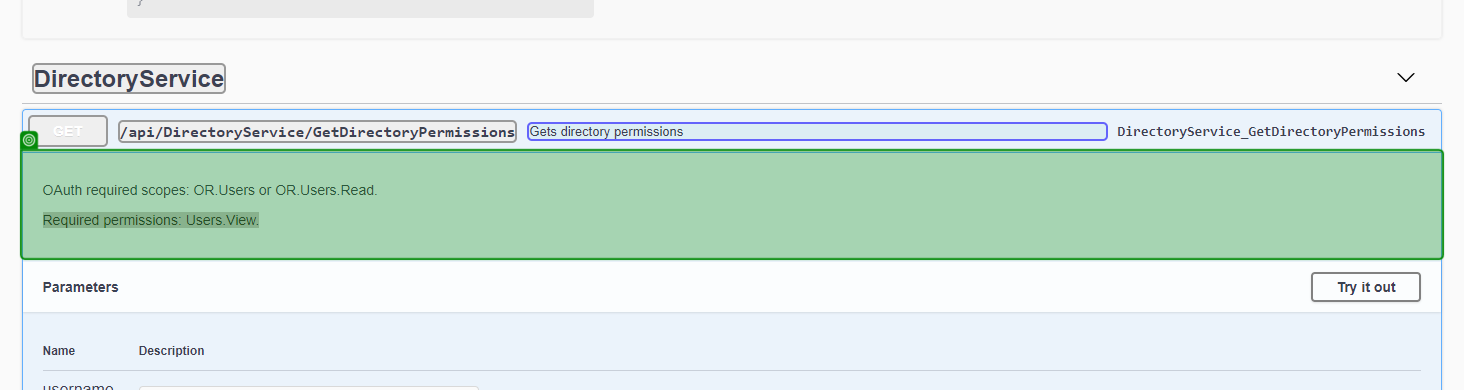 }
DirectoryService
GET /api/DirectoryService/GetDirectoryPermissions Gets directory permissions DirectoryService_GetDirectoryPermissions
OAuth required scopes: OR.Users or OR.Users.Read.
Required permissions: Users.View.
Parameters Try it out
Name Description
username